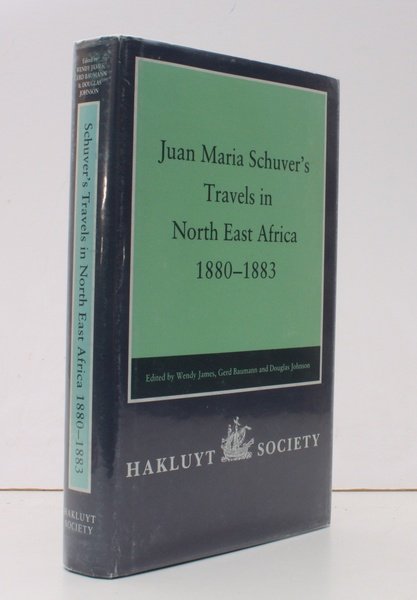 Edited by
WENDY JAMES,
GERD BAUMANN
& DOUGLAS
JOHNSON
Schuver's Travels in North East Africa 1880–1883
HAKLUYT
SOCIETY
Juan Maria Schuver's
Travels in
North East Africa
1880–1883
Edited by Wendy James, Gerd Baumann and Douglas Johnson
HAKLUYT SOCIETY